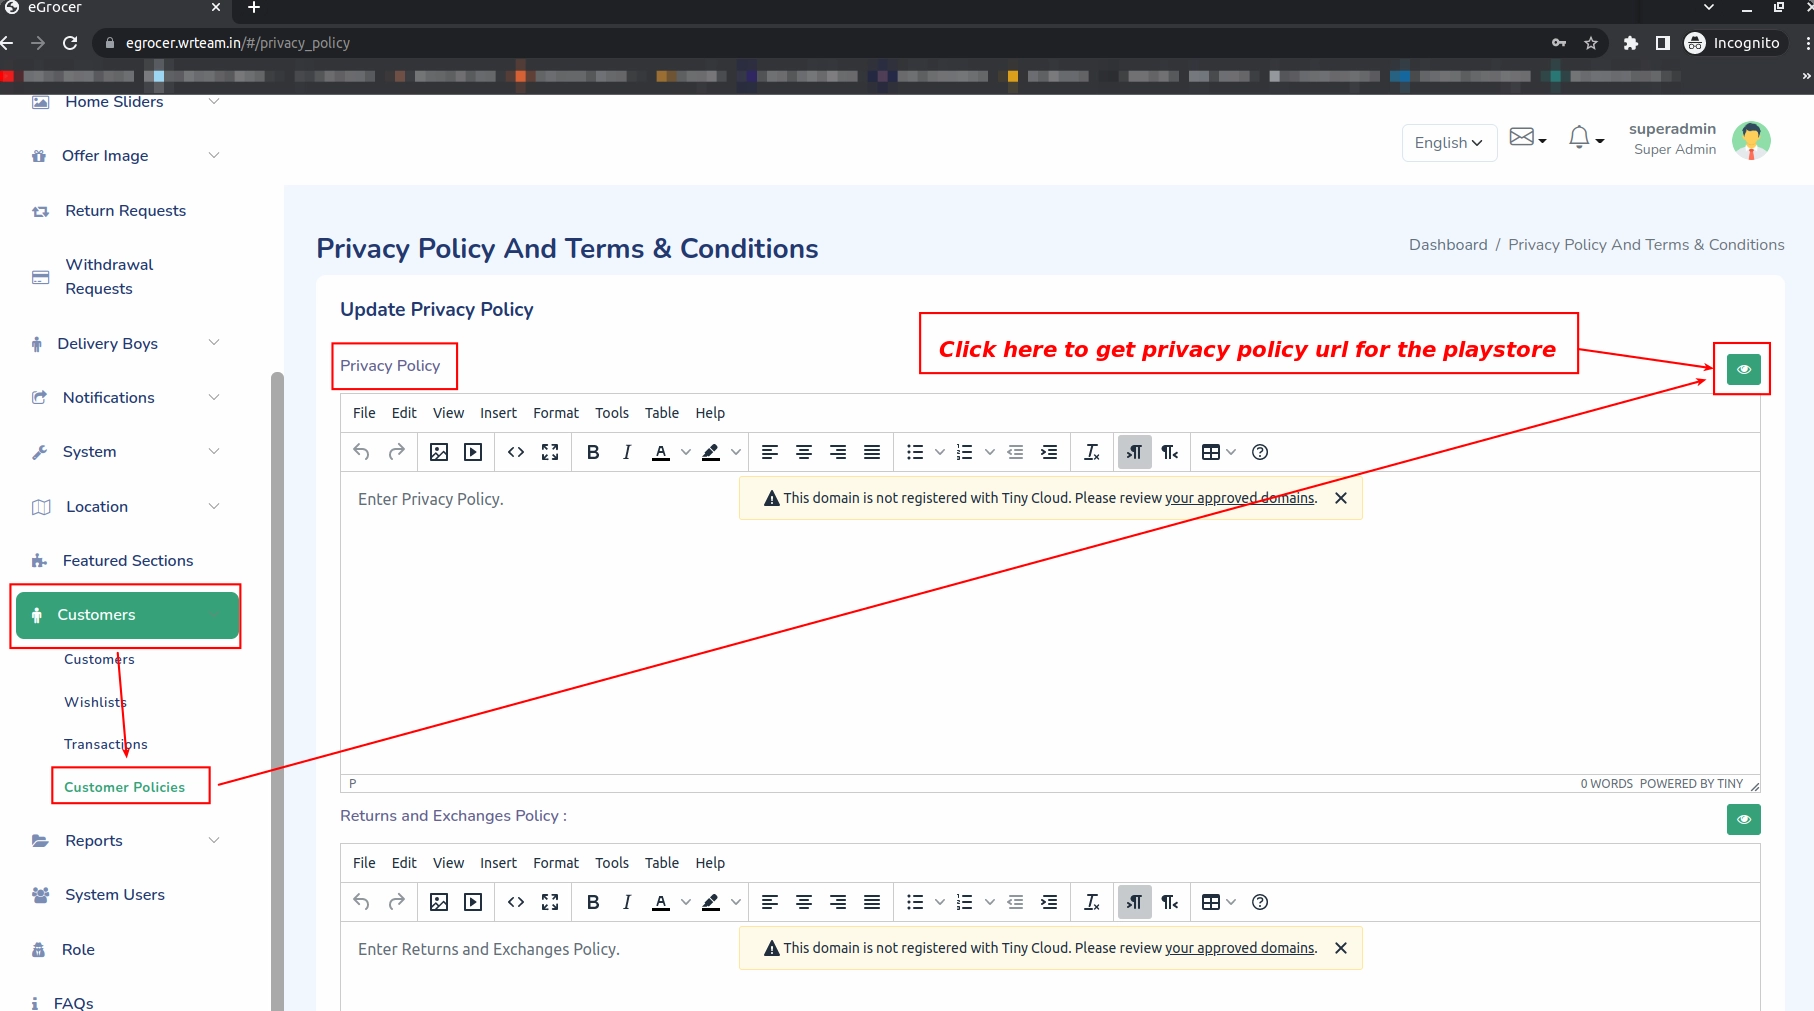 eGrocer
egrocer.wrteam.in/#/privacy_policy
Incognito
Home Sliders
Offer Image
Return Requests
Withdrawal
Requests
Delivery Boys
Notifications
System
Location
Featured Sections
Customers
Customers
Wishlists
Transactions
Customer Policies
Reports
System Users
Role
FAQs
English
superadmin
Super Admin
Privacy Policy And Terms & Conditions
Dashboard / Privacy Policy And Terms & Conditions
Update Privacy Policy
Click here to get privacy policy url for the playstore
Privacy Policy
File Edit View Insert Format Tools Table Help
Enter Privacy Policy.
This domain is not registered with Tiny Cloud. Please review your approved domains.
P
0 WORDS POWERED BY TINY
Returns and Exchanges Policy :
File Edit View Insert Format Tools Table Help
Enter Returns and Exchanges Policy.
This domain is not registered with Tiny Cloud. Please review your approved domains.